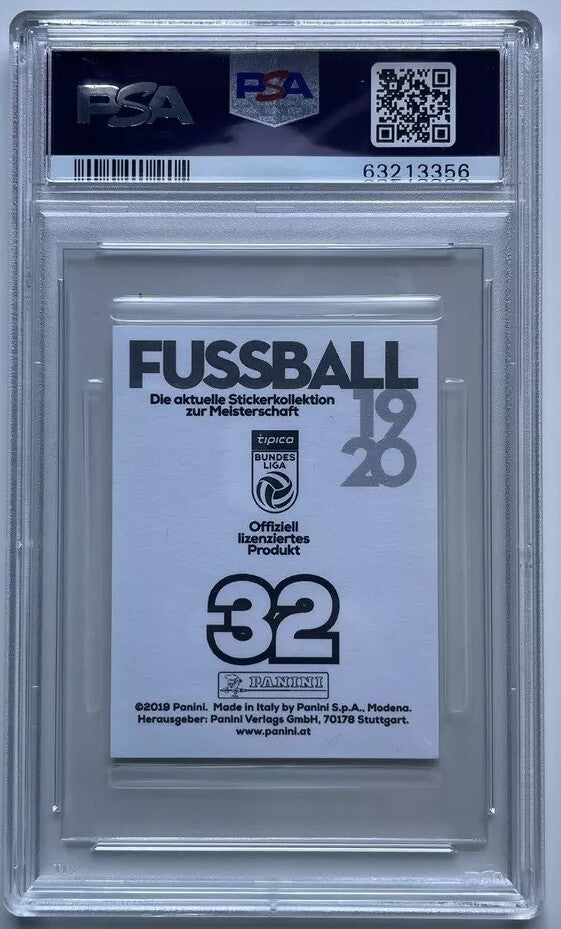 PSA
PSA
63213356
FUSSBALL
Die aktuelle Stickerkollektion
zur Meisterschaft
19
20
tipico
BUNDES
LIGA
Offiziell
lizenziertes
Produkt
32
PANINI
©2019 Panini. Made in Italy by Panini S.p.A., Modena.
Herausgeber: Panini Verlags GmbH, 70178 Stuttgart.
www.panini.at